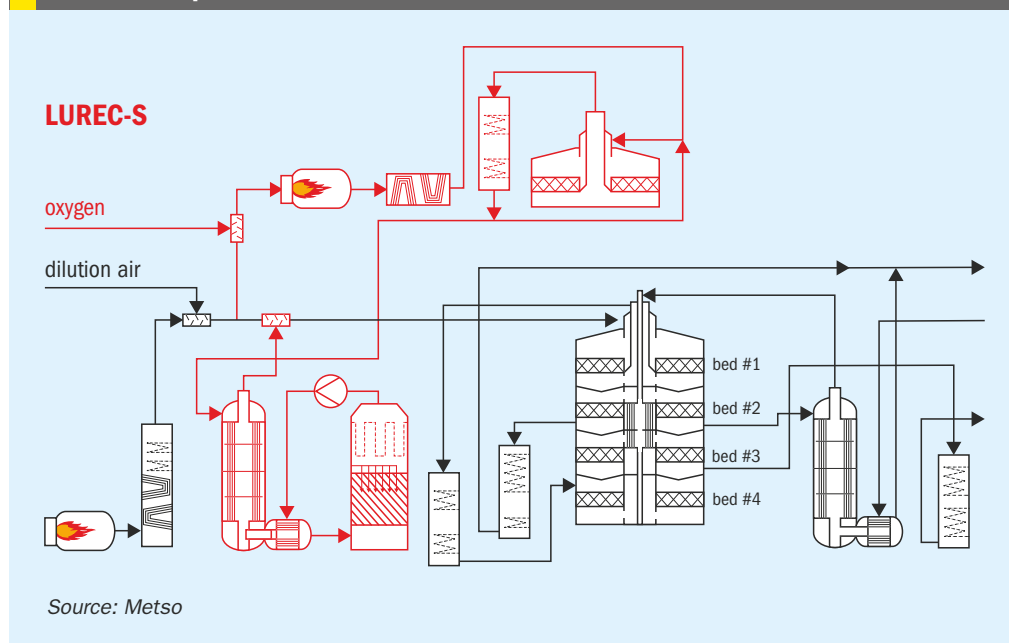 LUREC-S
oxygen
dilution air
bed #1
bed #2
bed #3
bed #4
Source: Metso